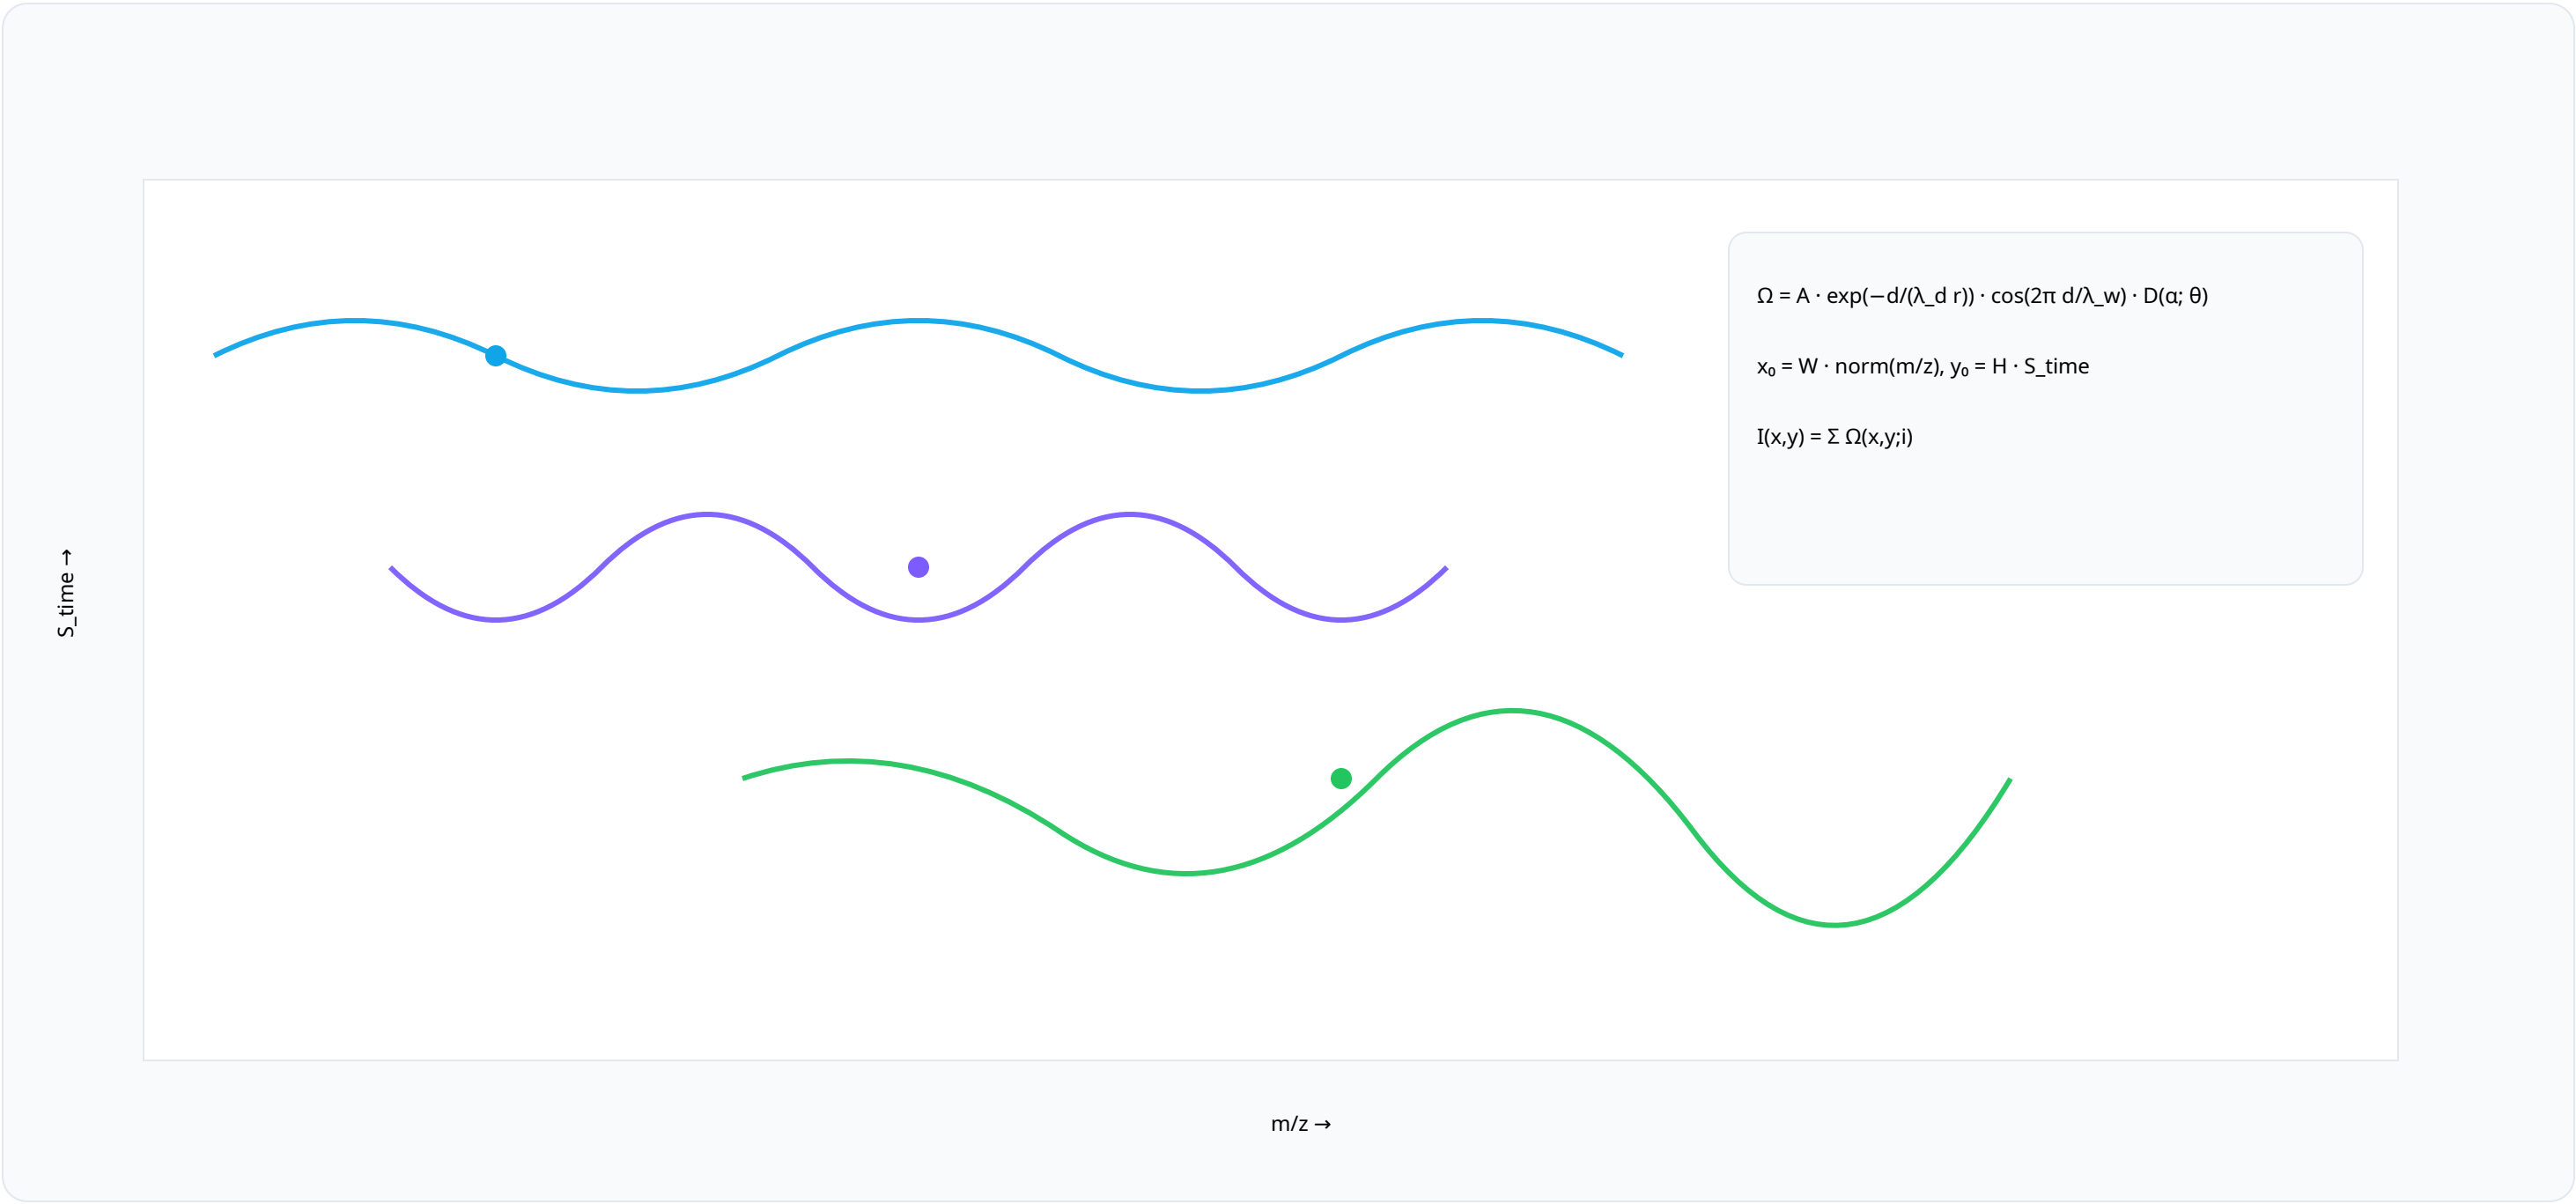 Ω = A · exp(−d/(λ_d r)) · cos(2π d/λ_w) · D(α; θ)
x₀ = W · norm(m/z), y₀ = H · S_time
I(x,y) = Σ Ω(x,y;i)
S_time →
m/z →